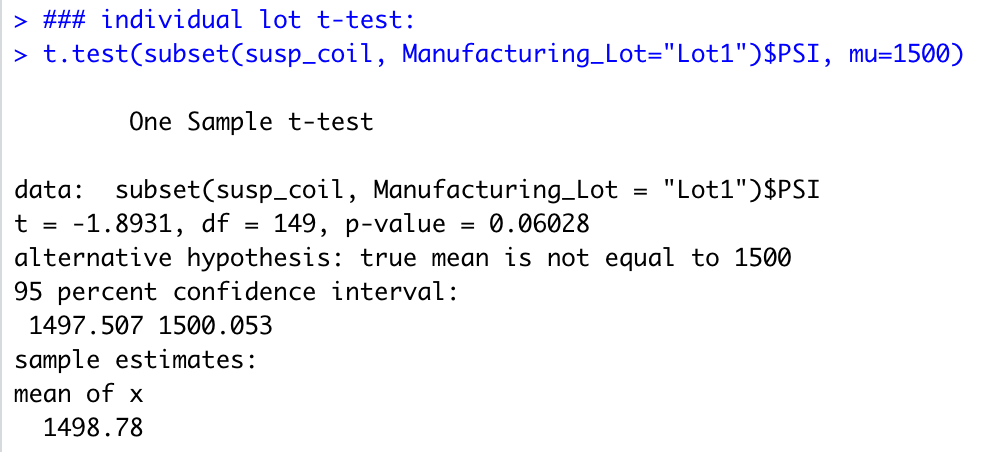 > ### individual lot t-test:
> t.test(subset(susp_coil, Manufacturing_Lot="Lot1")$PSI, mu=1500)
One Sample t-test
data:  subset(susp_coil, Manufacturing_Lot = "Lot1")$PSI
t = -1.8931, df = 149, p-value = 0.06028
alternative hypothesis: true mean is not equal to 1500
95 percent confidence interval:
1497.507 1500.053
sample estimates:
mean of x
1498.78